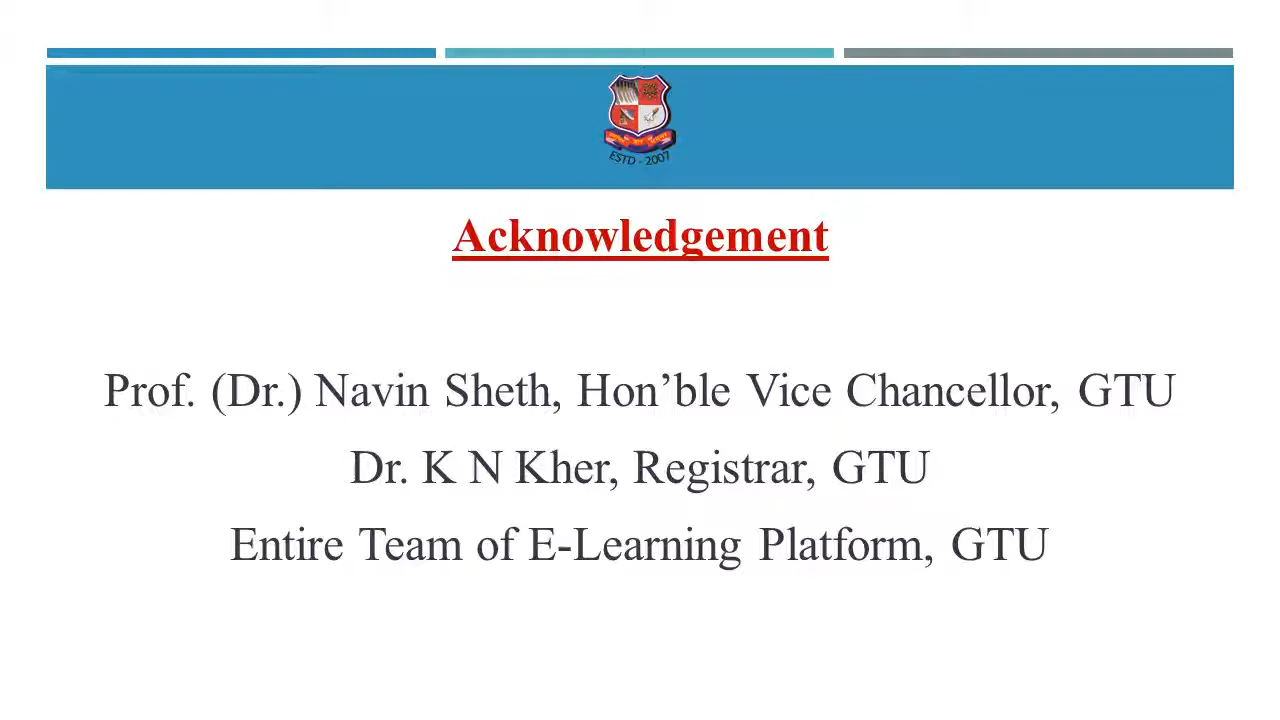 ESTD - 2007
Acknowledgement
Prof. (Dr.) Navin Sheth, Hon’ble Vice Chancellor, GTU
Dr. K N Kher, Registrar, GTU
Entire Team of E-Learning Platform, GTU